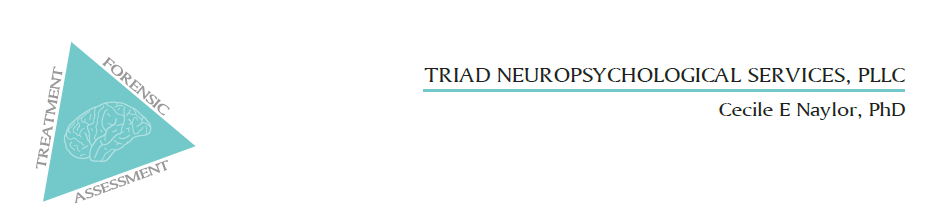 TREATMENT
FORENSIC
ASSESSMENT
TRIAD NEUROPSYCHOLOGICAL SERVICES, PLLC
Cecile E Naylor, PhD